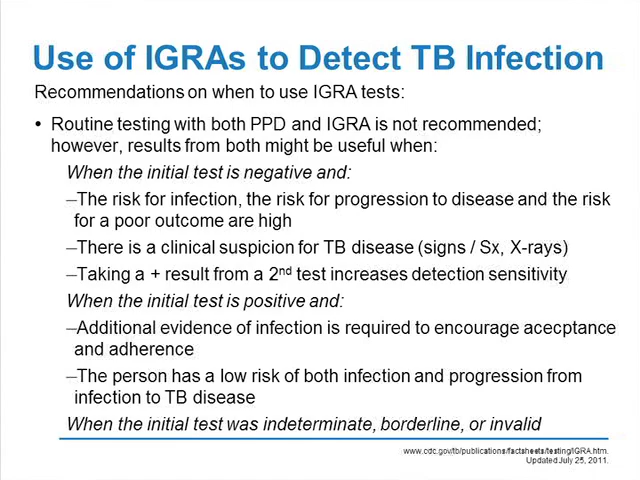 Use of IGRAs to Detect TB Infection
Recommendations on when to use IGRA tests:
• Routine testing with both PPD and IGRA is not recommended;
however, results from both might be useful when:
When the initial test is negative and:
–The risk for infection, the risk for progression to disease and the risk
for a poor outcome are high
–There is a clinical suspicion for TB disease (signs / Sx, X-rays)
–Taking a + result from a 2nd test increases detection sensitivity
When the initial test is positive and:
–Additional evidence of infection is required to encourage acecptance
and adherence
–The person has a low risk of both infection and progression from
infection to TB disease
When the initial test was indeterminate, borderline, or invalid
www.cdc.gov/tb/publications/factsheets/testing/IGRA.htm.
Updated July 25, 2011.